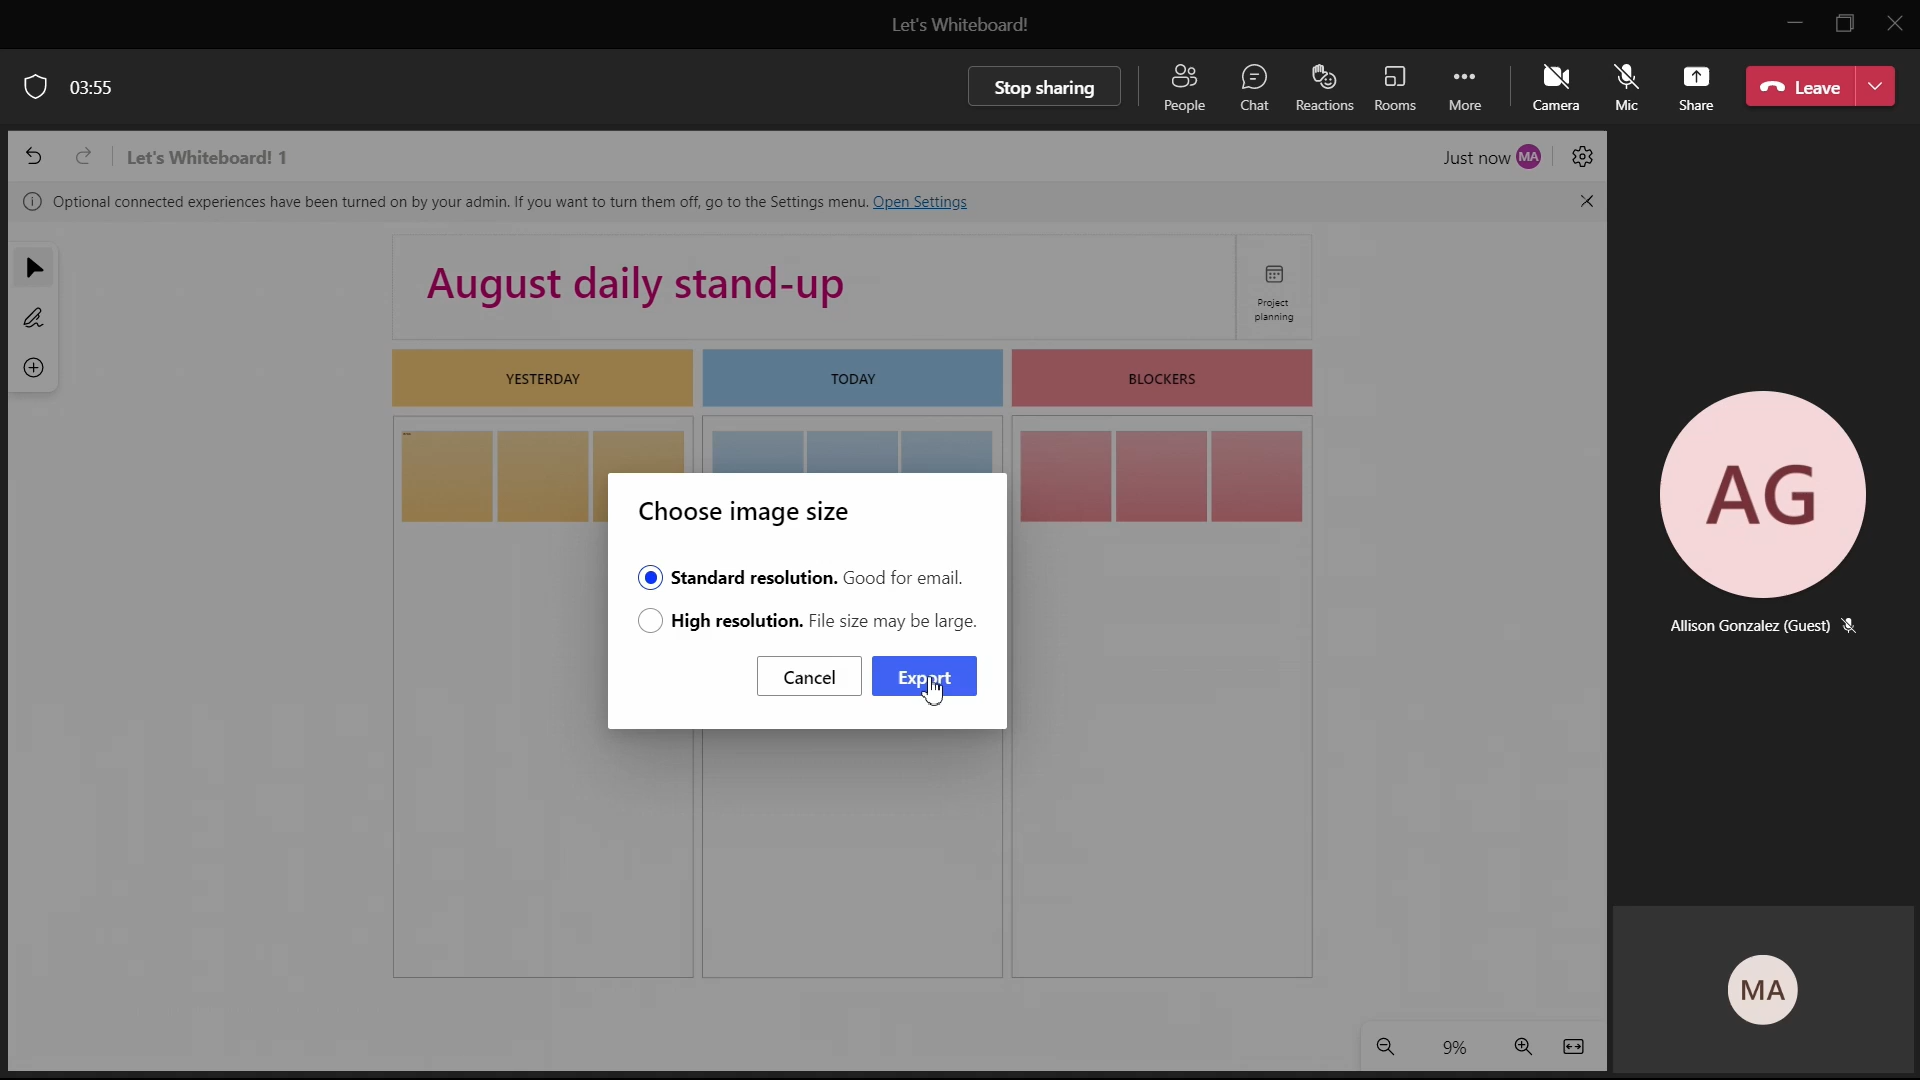 Let's Whiteboard!
03:55
Stop sharing
People
Chat
Reactions
Rooms
More
Camera
Mic
Share
Leave
Let's Whiteboard! 1
Just now MA
Optional connected experiences have been turned on by your admin. If you want to turn them off, go to the Settings menu. Open Settings
August daily stand-up
Project
planning
YESTERDAY
TODAY
BLOCKERS
Choose image size
Standard resolution. Good for email.
High resolution. File size may be large.
Cancel
Export
AG
Allison Gonzalez (Guest)
MA
9%